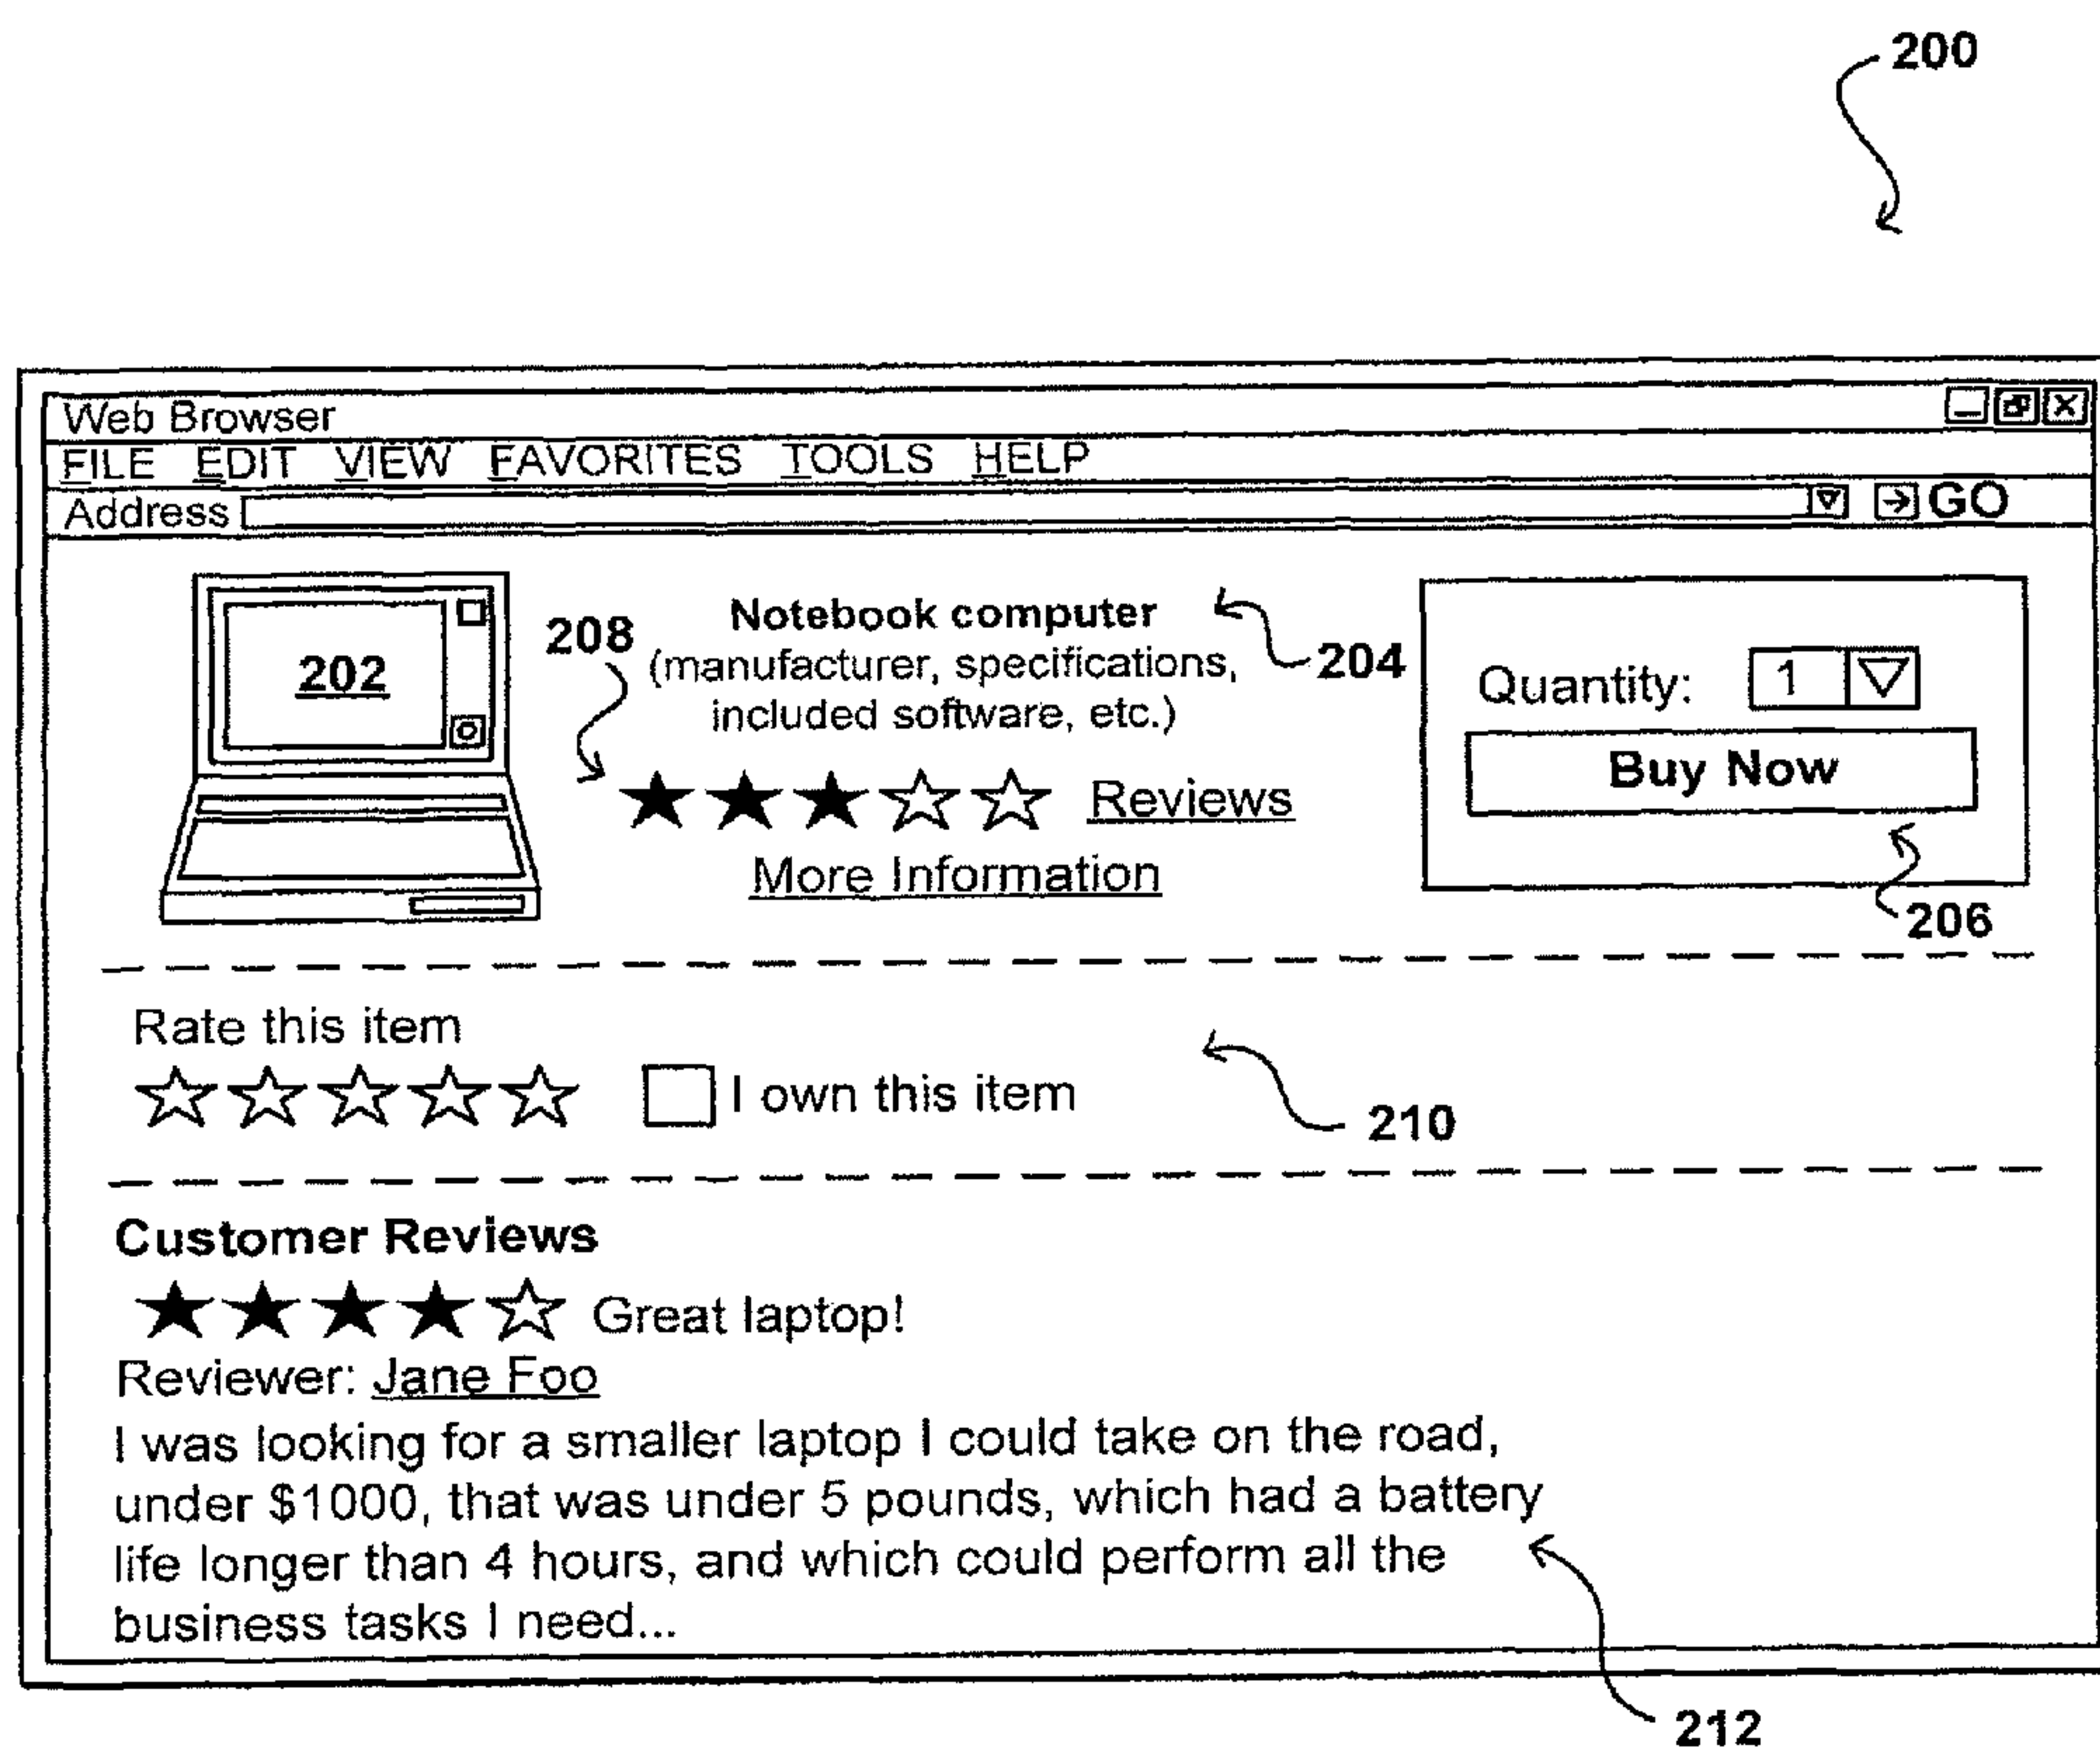 200
Web Browser
FILE EDIT VIEW FAVORITES TOOLS HELP
Address GO
202
208
Notebook computer
(manufacturer, specifications,
included software, etc.)
204
Reviews
More Information
Quantity: 1
Buy Now
206
Rate this item
I own this item
210
Customer Reviews
Great laptop!
Reviewer: Jane Foo
I was looking for a smaller laptop I could take on the road,
under $1000, that was under 5 pounds, which had a battery
life longer than 4 hours, and which could perform all the
business tasks I need...
212